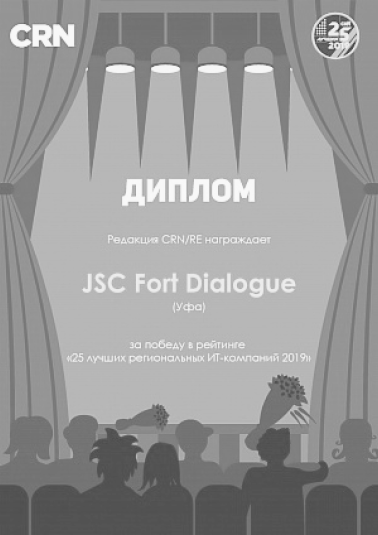 CRN
25
2019
ДИПЛОМ
Редакция CRN/RE награждает
JSC Fort Dialogue
(Уфа)
за победу в рейтинге
«25 лучших региональных ИТ-компаний 2019»